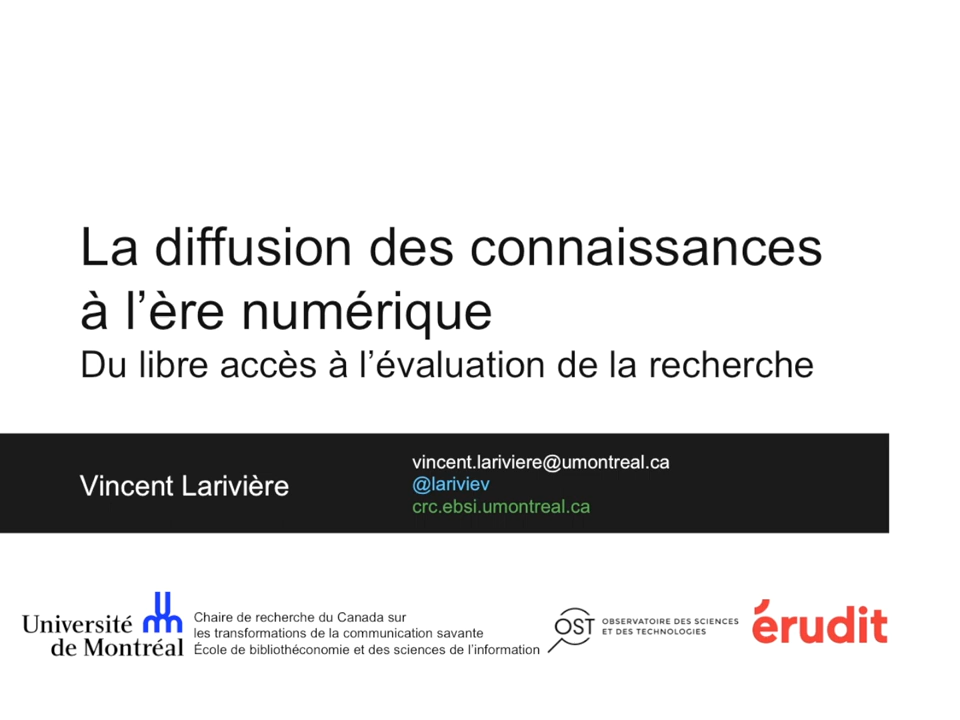 La diffusion des connaissances
à l’ère numérique
Du libre accès à l’évaluation de la recherche
Vincent Larivière
vincent.lariviere@umontreal.ca
@lariviev
crc.ebsi.umontreal.ca
Université
de Montréal
Chaire de recherche du Canada sur
les transformations de la communication savante
École de bibliothéconomie et des sciences de l’information
OST
OBSERVATOIRE DES SCIENCES
ET DES TECHNOLOGIES
érudit